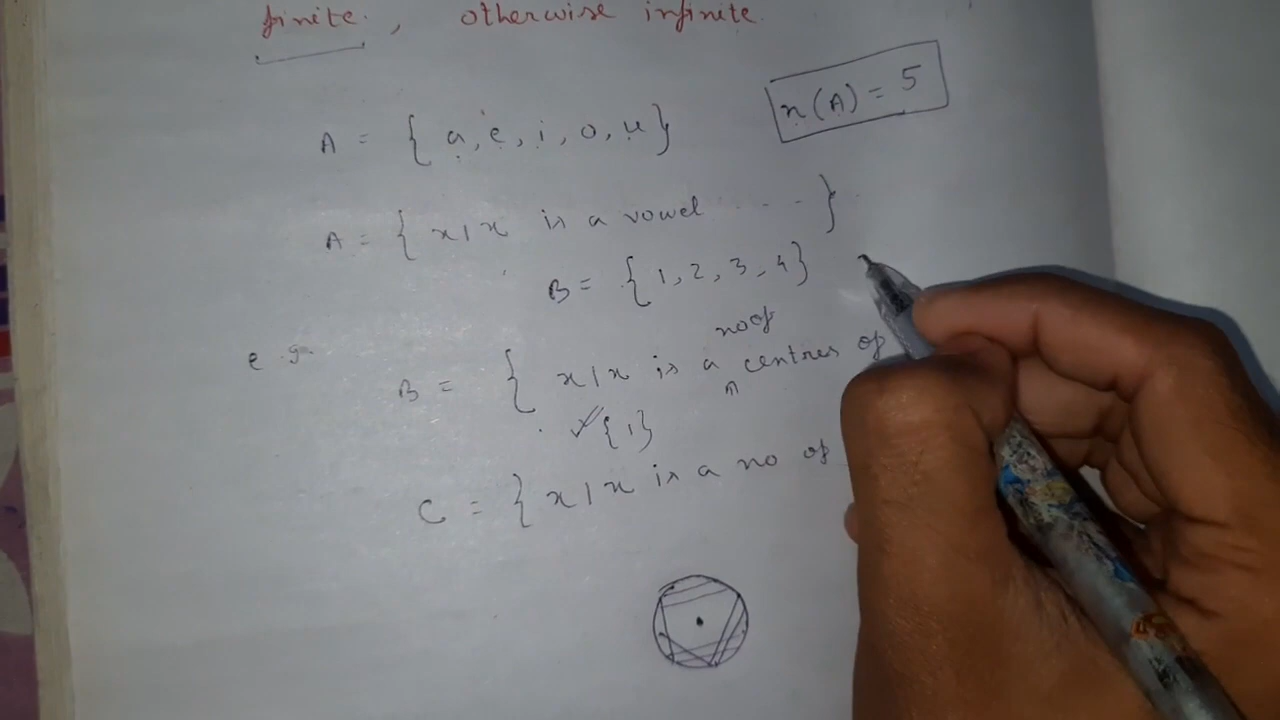 finite, otherwise infinite.
A = { a, e, i, o, u }
n(A) = 5
A = { x | x is a vowel ..... }
B = { 1, 2, 3, 4 }
e.g.
no of
B = { x | x is a centres of
{1}
C = { x | x is a no of